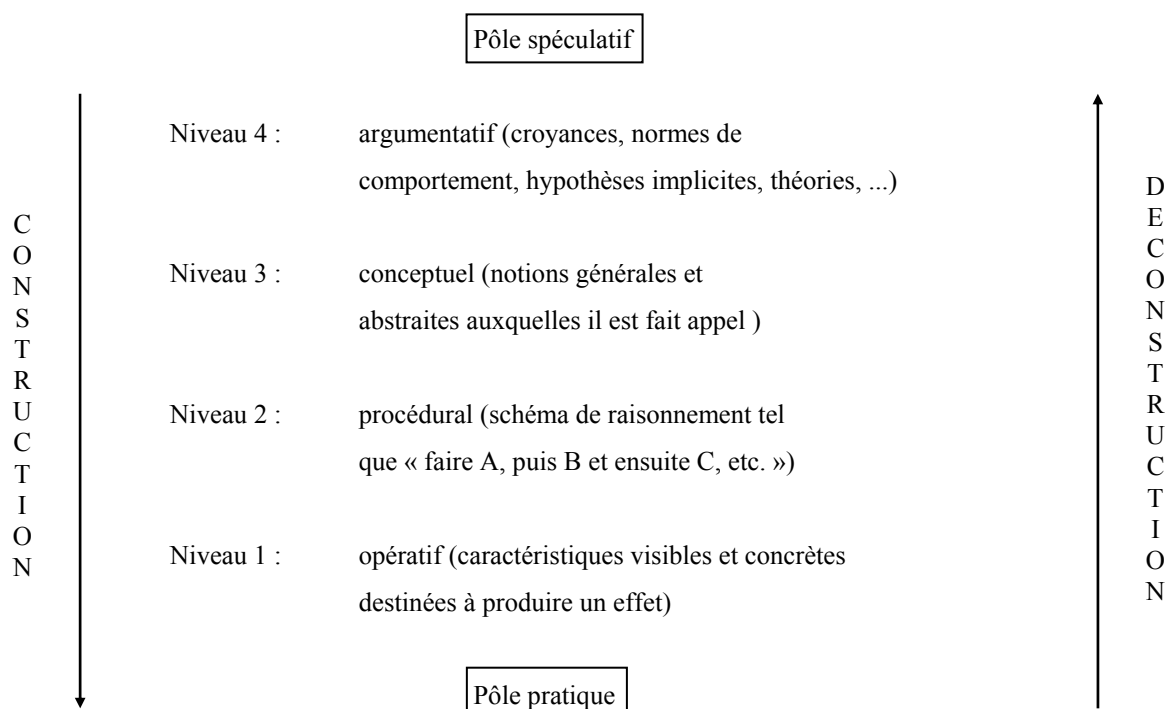 Pôle spéculatif
Niveau 4 : argumentatif (croyances, normes de
comportement, hypothèses implicites, théories, ...)
Niveau 3 : conceptuel (notions générales et
abstraites auxquelles il est fait appel )
Niveau 2 : procédural (schéma de raisonnement tel
que « faire A, puis B et ensuite C, etc. »)
Niveau 1 : opératif (caractéristiques visibles et concrètes
destinées à produire un effet)
Pôle pratique
CONSTRUCTION
DECONSTRUCTION